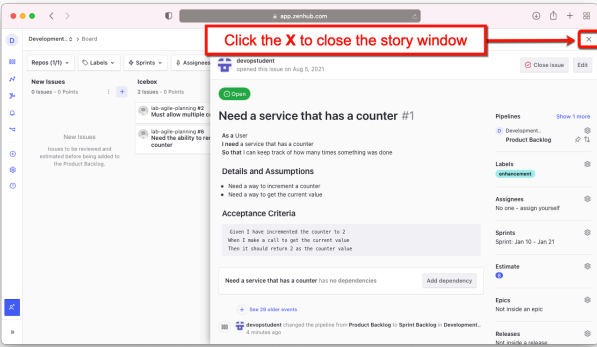 app.zenhub.com
D
Development..
> Board
Click the X to close the story window
Repos (1/1)
Labels
Sprints
Assignees
devopstudent
opened this issue on Aug 5, 2021
Close issue
Edit
New Issues
0 Issues - 0 Points
Icebox
2 Issues - 0 Points
lab-agile-planning #2
Must allow multiple c
lab-agile-planning #6
Need the ability to re
counter
New Issues
Issues to be reviewed and
estimated before being added to
the Product Backlog.
Open
Need a service that has a counter #1
As a User
I need a service that has a counter
So that I can keep track of how many times something was done
Details and Assumptions
• Need a way to increment a counter
• Need a way to get the current value
Acceptance Criteria
Given I have incremented the counter to 2
When I make a call to get the current value
Then it should return 2 as the counter value
Need a service that has a counter has no dependencies
Add dependency
+ See 29 older events
devopstudent changed the pipeline from Product Backlog to Sprint Backlog in Development..
4 minutes ago
Pipelines
Show 1 more
D Development..
Product Backlog
Labels
enhancement
Assignees
No one - assign yourself
Sprints
Sprint: Jan 10 - Jan 21
Estimate
Epics
Not inside an epic
Releases
Not inside a release